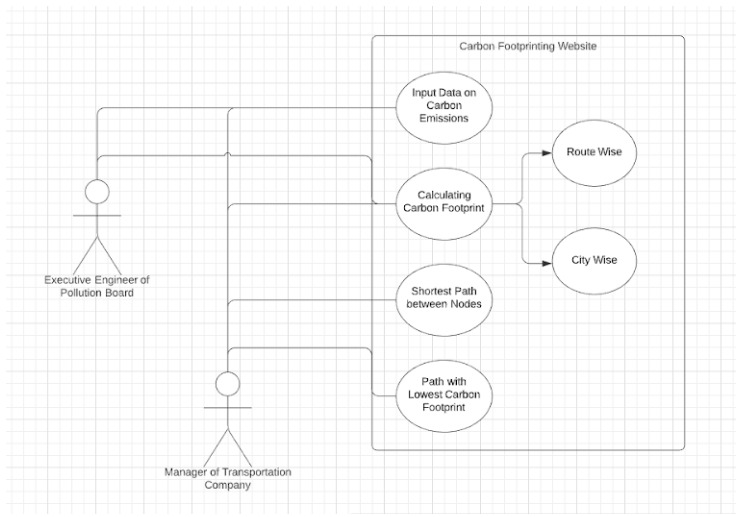 Carbon Footprinting Website
Input Data on
Carbon
Emissions
Route Wise
Calculating
Carbon Footprint
City Wise
Executive Engineer of
Pollution Board
Shortest Path
between Nodes
Path with
Lowest Carbon
Footprint
Manager of Transportation
Company